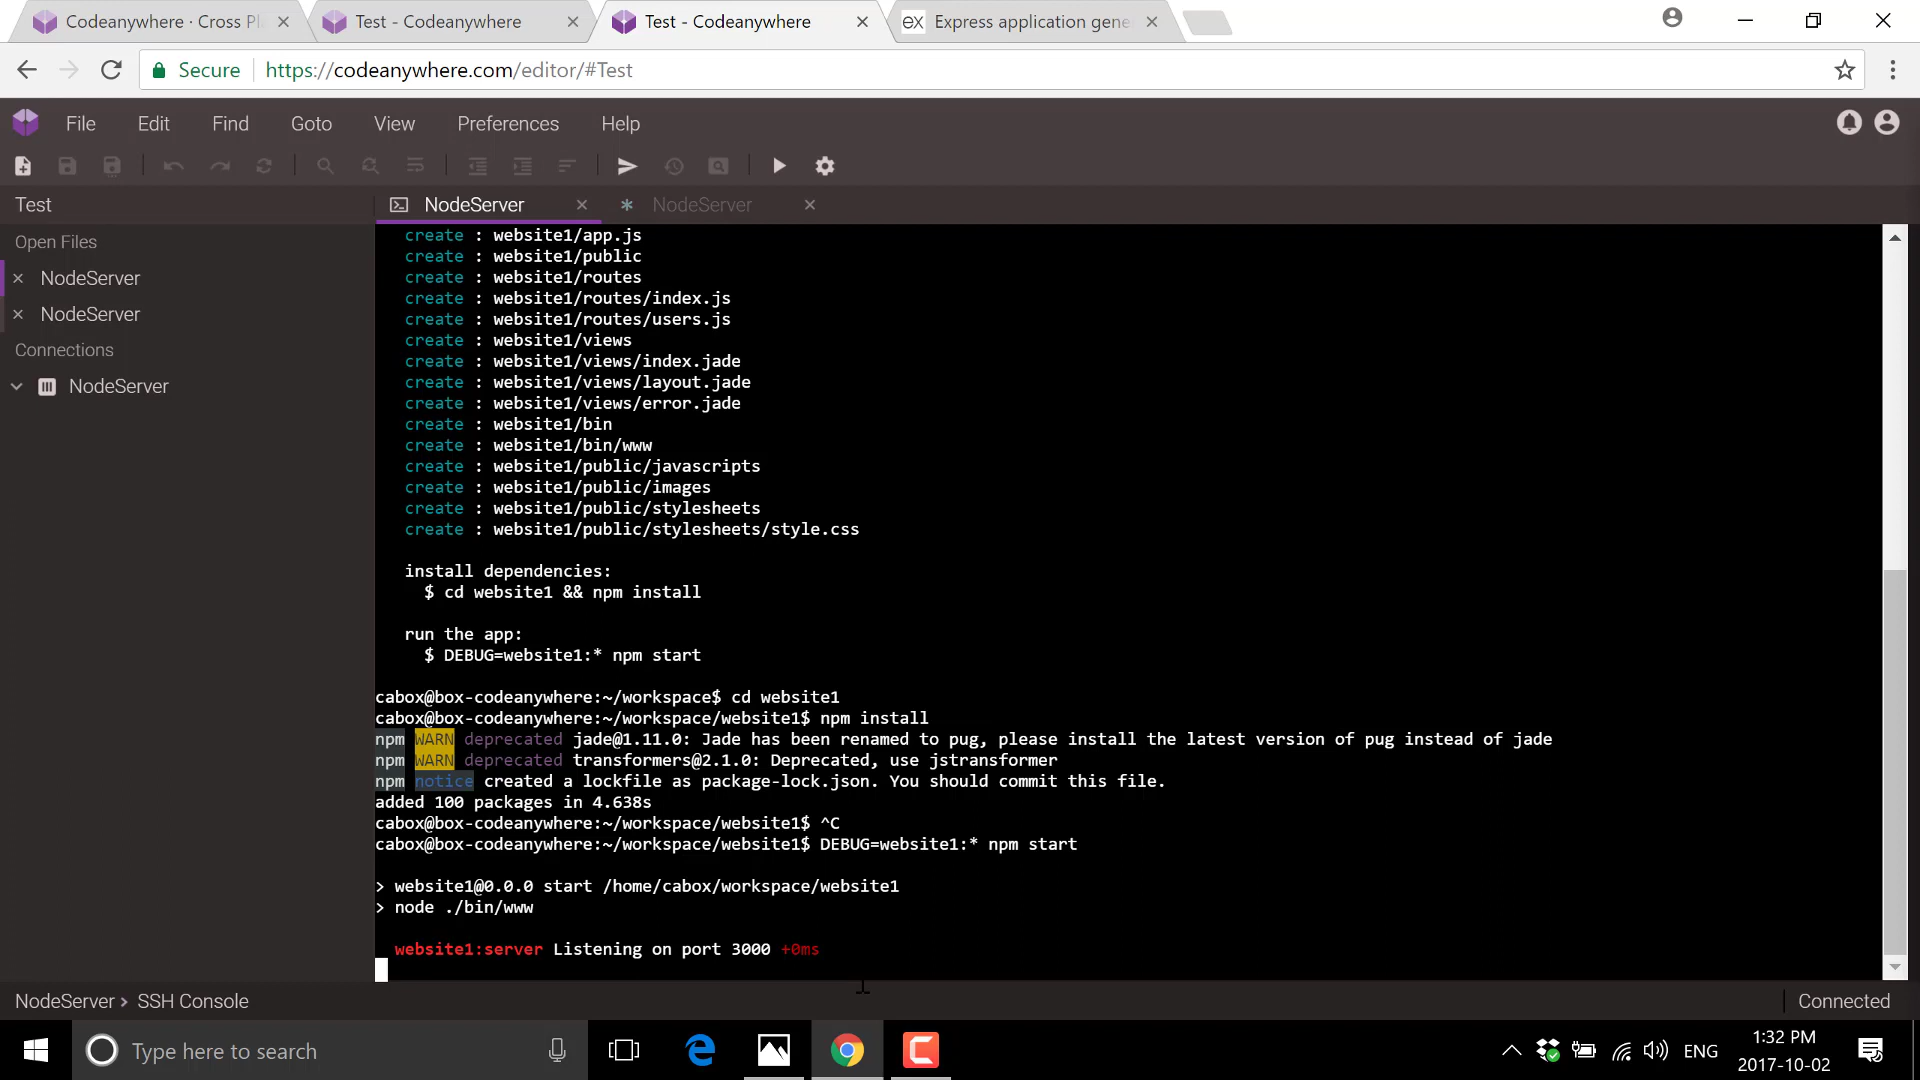 Codeanywhere · Cross Pl
Test - Codeanywhere
Test - Codeanywhere
ex Express application gene
Secure https://codeanywhere.com/editor/#Test
File Edit Find Goto View Preferences Help
Test
NodeServer
* NodeServer
Open Files
NodeServer
NodeServer
Connections
NodeServer
create : website1/app.js
create : website1/public
create : website1/routes
create : website1/routes/index.js
create : website1/routes/users.js
create : website1/views
create : website1/views/index.jade
create : website1/views/layout.jade
create : website1/views/error.jade
create : website1/bin
create : website1/bin/www
create : website1/public/javascripts
create : website1/public/images
create : website1/public/stylesheets
create : website1/public/stylesheets/style.css
install dependencies:
$ cd website1 && npm install
run the app:
$ DEBUG=website1:* npm start
cabox@box-codeanywhere:~/workspace$ cd website1
cabox@box-codeanywhere:~/workspace/website1$ npm install
npm WARN deprecated jade@1.11.0: Jade has been renamed to pug, please install the latest version of pug instead of jade
npm WARN deprecated transformers@2.1.0: Deprecated, use jstransformer
npm notice created a lockfile as package-lock.json. You should commit this file.
added 100 packages in 4.638s
cabox@box-codeanywhere:~/workspace/website1$ ^C
cabox@box-codeanywhere:~/workspace/website1$ DEBUG=website1:* npm start
> website1@0.0.0 start /home/cabox/workspace/website1
> node ./bin/www
website1:server Listening on port 3000 +0ms
NodeServer > SSH Console
Connected
Type here to search
ENG
1:32 PM
2017-10-02